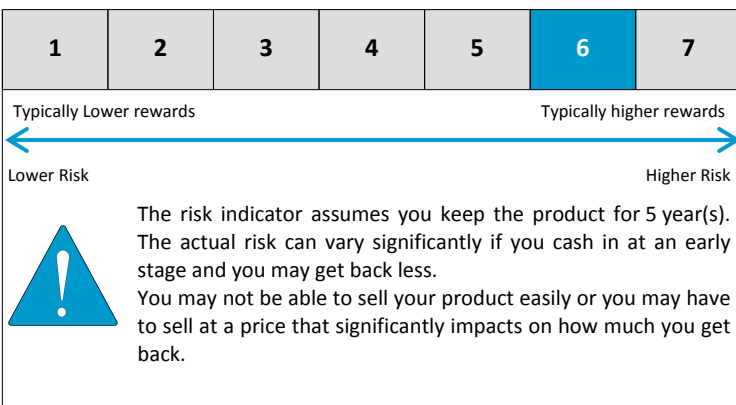 1 2 3 4 5 6 7
Typically Lower rewards Typically higher rewards
Lower Risk Higher Risk
The risk indicator assumes you keep the product for 5 year(s).
The actual risk can vary significantly if you cash in at an early
stage and you may get back less.
You may not be able to sell your product easily or you may have
to sell at a price that significantly impacts on how much you get
back.